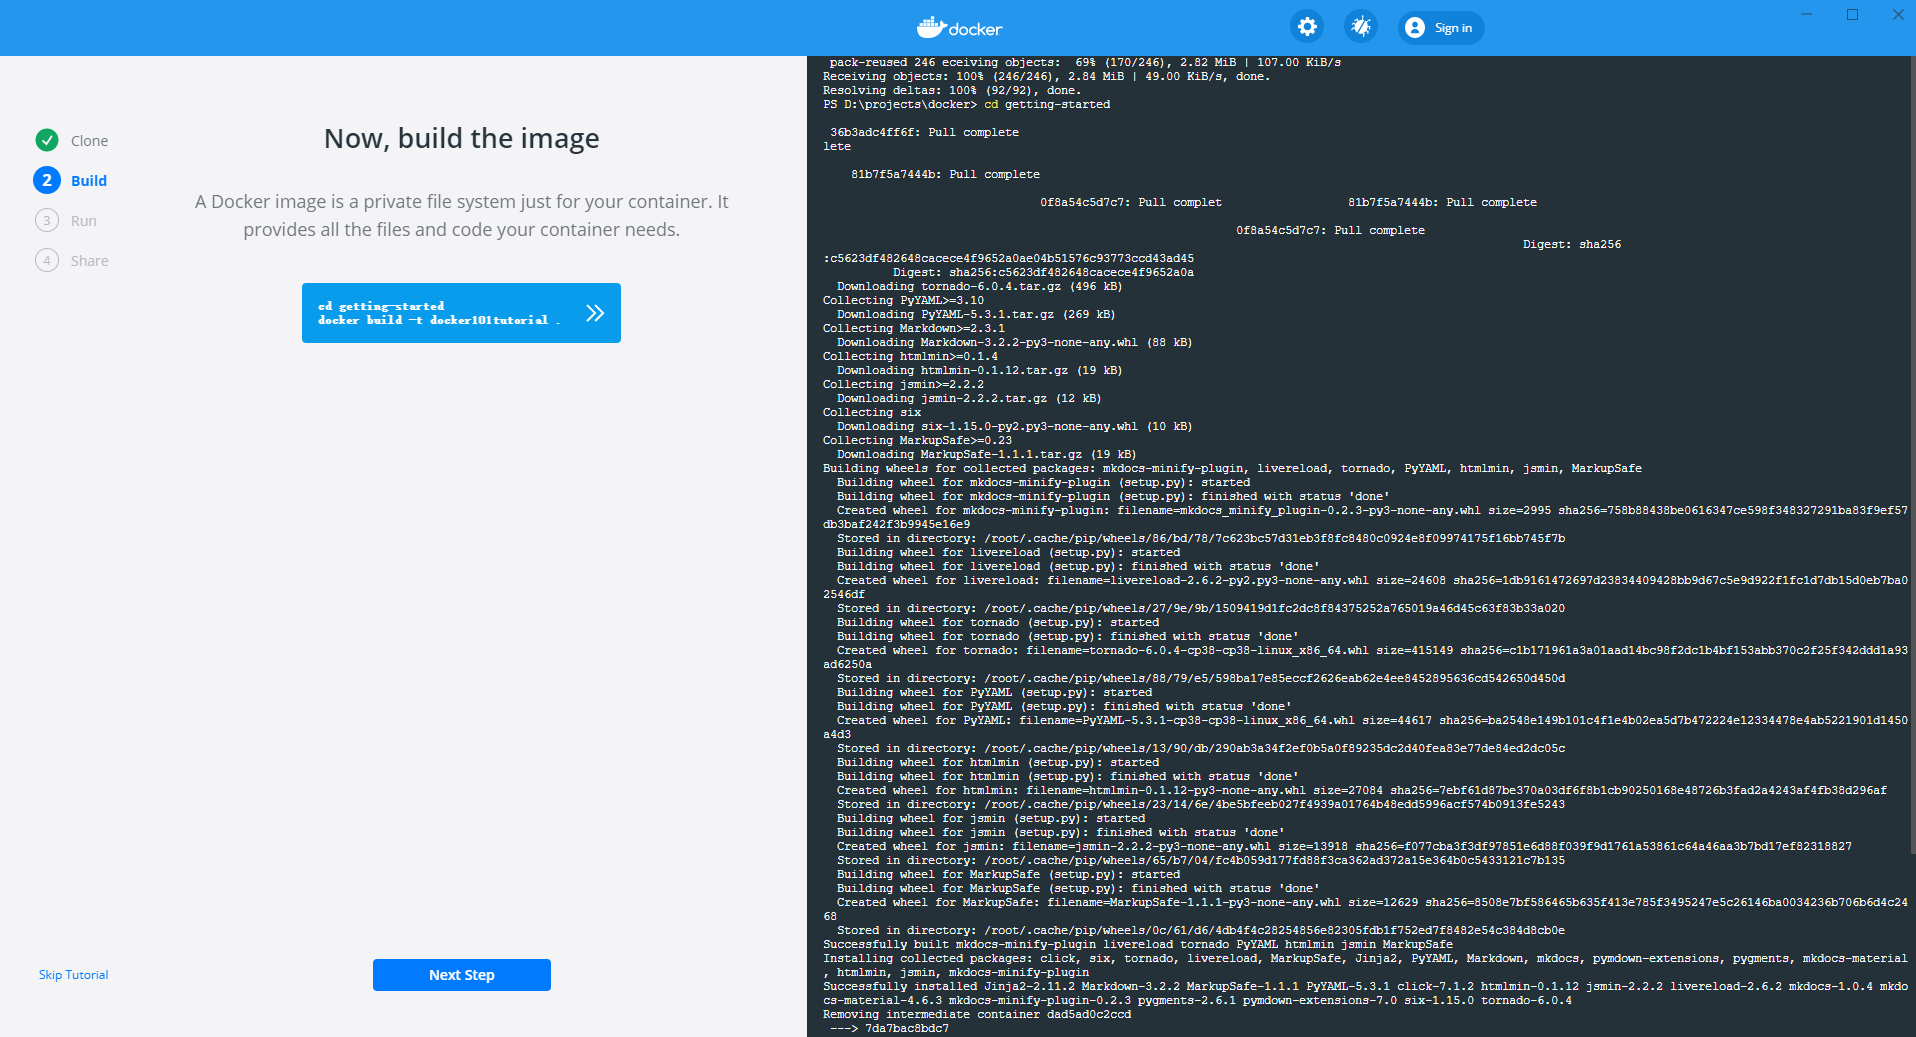 docker
Sign in
Clone
2 Build
3 Run
4 Share
Now, build the image
A Docker image is a private file system just for your container. It
provides all the files and code your container needs.
cd getting-started
docker build -t docker101tutorial .
Skip Tutorial
Next Step
pack-reused 246 eceiving objects:  69% (170/246), 2.82 MiB | 107.00 KiB/s
Receiving objects: 100% (246/246), 2.84 MiB | 49.00 KiB/s, done.
Resolving deltas: 100% (92/92), done.
PS D:\projects\docker> cd getting-started
36b3adc4ff6f: Pull complete
lete
81b7f5a7444b: Pull complete
0f8a54c5d7c7: Pull complet                  81b7f5a7444b: Pull complete
0f8a54c5d7c7: Pull complete
Digest: sha256
:c5623df482648cacece4f9652a0ae04b51576c93773ccd43ad45
Digest: sha256:c5623df482648cacece4f9652a0a
Downloading tornado-6.0.4.tar.gz (496 kB)
Collecting PyYAML>=3.10
Downloading PyYAML-5.3.1.tar.gz (269 kB)
Collecting Markdown>=2.3.1
Downloading Markdown-3.2.2-py3-none-any.whl (88 kB)
Collecting htmlmin>=0.1.4
Downloading htmlmin-0.1.12.tar.gz (19 kB)
Collecting jsmin>=2.2.2
Downloading jsmin-2.2.2.tar.gz (12 kB)
Collecting six
Downloading six-1.15.0-py2.py3-none-any.whl (10 kB)
Collecting MarkupSafe>=0.23
Downloading MarkupSafe-1.1.1.tar.gz (19 kB)
Building wheels for collected packages: mkdocs-minify-plugin, livereload, tornado, PyYAML, htmlmin, jsmin, MarkupSafe
Building wheel for mkdocs-minify-plugin (setup.py): started
Building wheel for mkdocs-minify-plugin (setup.py): finished with status 'done'
Created wheel for mkdocs-minify-plugin: filename=mkdocs_minify_plugin-0.2.3-py3-none-any.whl size=2995 sha256=758b88438be0616347ce598f348327291ba83f9ef57
db3baf242f3b9945e16e9
Stored in directory: /root/.cache/pip/wheels/86/bd/78/7c623bc57d31eb3f8fc8480c0924e8f09974175f16bb745f7b
Building wheel for livereload (setup.py): started
Building wheel for livereload (setup.py): finished with status 'done'
Created wheel for livereload: filename=livereload-2.6.2-py2.py3-none-any.whl size=24608 sha256=1db9161472697d23834409428bb9d67c5e9d922f1fc1d7db15d0eb7ba0
2546df
Stored in directory: /root/.cache/pip/wheels/27/9e/9b/1509419d1fc2dc8f84375252a765019a46d45c63f83b33a020
Building wheel for tornado (setup.py): started
Building wheel for tornado (setup.py): finished with status 'done'
Created wheel for tornado: filename=tornado-6.0.4-cp38-cp38-linux_x86_64.whl size=415149 sha256=c1b171961a3a01aad14bc98f2dc1b4bf153abb370c2f25f342ddd1a93
ad6250a
Stored in directory: /root/.cache/pip/wheels/88/79/e5/598ba17e85eccf2626eab62e4ee8452895636cd542650d450d
Building wheel for PyYAML (setup.py): started
Building wheel for PyYAML (setup.py): finished with status 'done'
Created wheel for PyYAML: filename=PyYAML-5.3.1-cp38-cp38-linux_x86_64.whl size=44617 sha256=ba2548e149b101c4f1e4b02ea5d7b472224e12334478e4ab5221901d1450
a4d3
Stored in directory: /root/.cache/pip/wheels/13/90/db/290ab3a34f2ef0b5a0f89235dc2d40fea83e77de84ed2dc05c
Building wheel for htmlmin (setup.py): started
Building wheel for htmlmin (setup.py): finished with status 'done'
Created wheel for htmlmin: filename=htmlmin-0.1.12-py3-none-any.whl size=27084 sha256=7ebf61d87be370a03df6f8b1cb90250168e48726b3fad2a4243af4fb38d296af
Stored in directory: /root/.cache/pip/wheels/23/14/6e/4be5bfeeb027f4939a01764b48edd5996acf574b0913fe5243
Building wheel for jsmin (setup.py): started
Building wheel for jsmin (setup.py): finished with status 'done'
Created wheel for jsmin: filename=jsmin-2.2.2-py3-none-any.whl size=13918 sha256=f077cba3f3df97851e6d88f039f9d1761a53861c64a46aa3b7bd17ef82318827
Stored in directory: /root/.cache/pip/wheels/65/b7/04/fc4b059d177fd88f3ca362ad372a15e364b0c5433121c7b135
Building wheel for MarkupSafe (setup.py): started
Building wheel for MarkupSafe (setup.py): finished with status 'done'
Created wheel for MarkupSafe: filename=MarkupSafe-1.1.1-py3-none-any.whl size=12629 sha256=8508e7bf586465b635f413e785f3495247e5c26146ba0034236b706b6d4c24
68
Stored in directory: /root/.cache/pip/wheels/0c/61/d6/4db4f4c28254856e82305fdb1f752ed7f8482e54c384d8cb0e
Successfully built mkdocs-minify-plugin livereload tornado PyYAML htmlmin jsmin MarkupSafe
Installing collected packages: click, six, tornado, livereload, MarkupSafe, Jinja2, PyYAML, Markdown, mkdocs, pymdown-extensions, pygments, mkdocs-material
, htmlmin, jsmin, mkdocs-minify-plugin
Successfully installed Jinja2-2.11.2 Markdown-3.2.2 MarkupSafe-1.1.1 PyYAML-5.3.1 click-7.1.2 htmlmin-0.1.12 jsmin-2.2.2 livereload-2.6.2 mkdocs-1.0.4 mkdo
cs-material-4.6.3 mkdocs-minify-plugin-0.2.3 pygments-2.6.1 pymdown-extensions-7.0 six-1.15.0 tornado-6.0.4
Removing intermediate container dad5ad0c2ccd
---> 7da7bac8bdc7